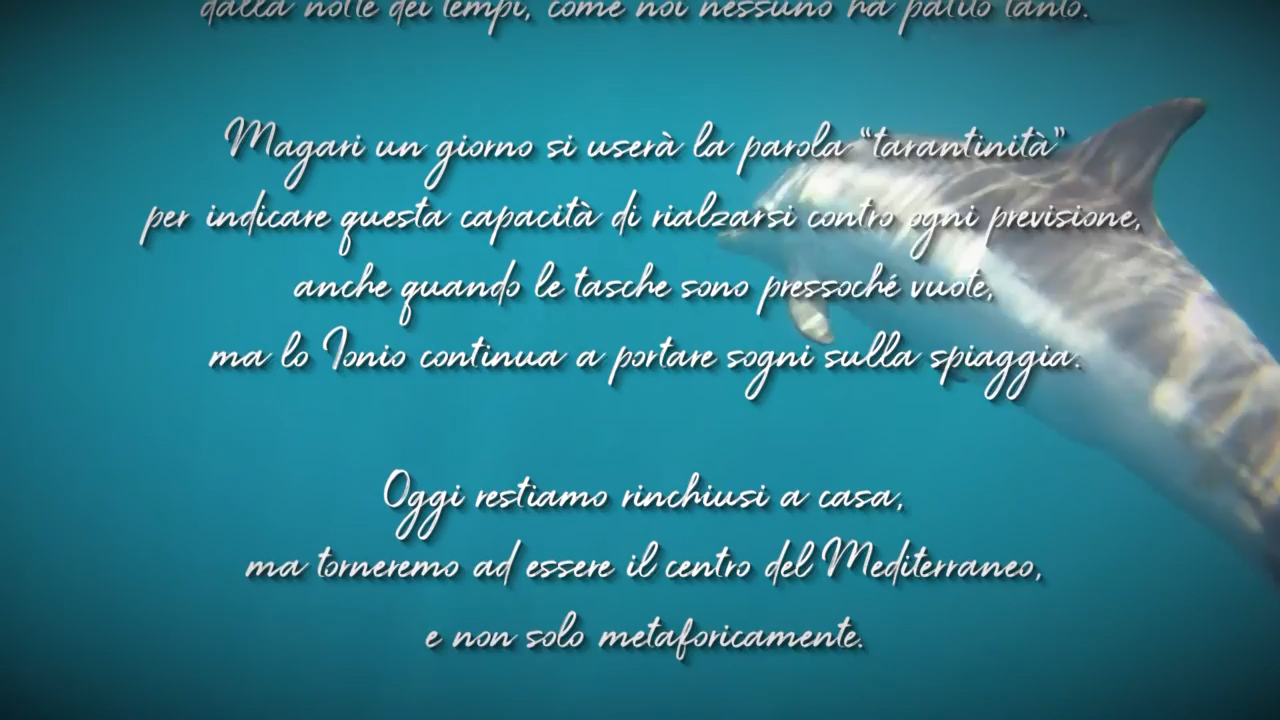 dalla notte dei tempi, come noi nessuno ha patito tanto.
Magari un giorno si userà la parola “tarantinità”
per indicare questa capacità di rialzarsi contro ogni previsione,
anche quando le tasche sono pressoché vuote,
ma lo Ionio continua a portare sogni sulla spiaggia.
Oggi restiamo rinchiusi a casa,
ma torneremo ad essere il centro del Mediterraneo,
e non solo metaforicamente.